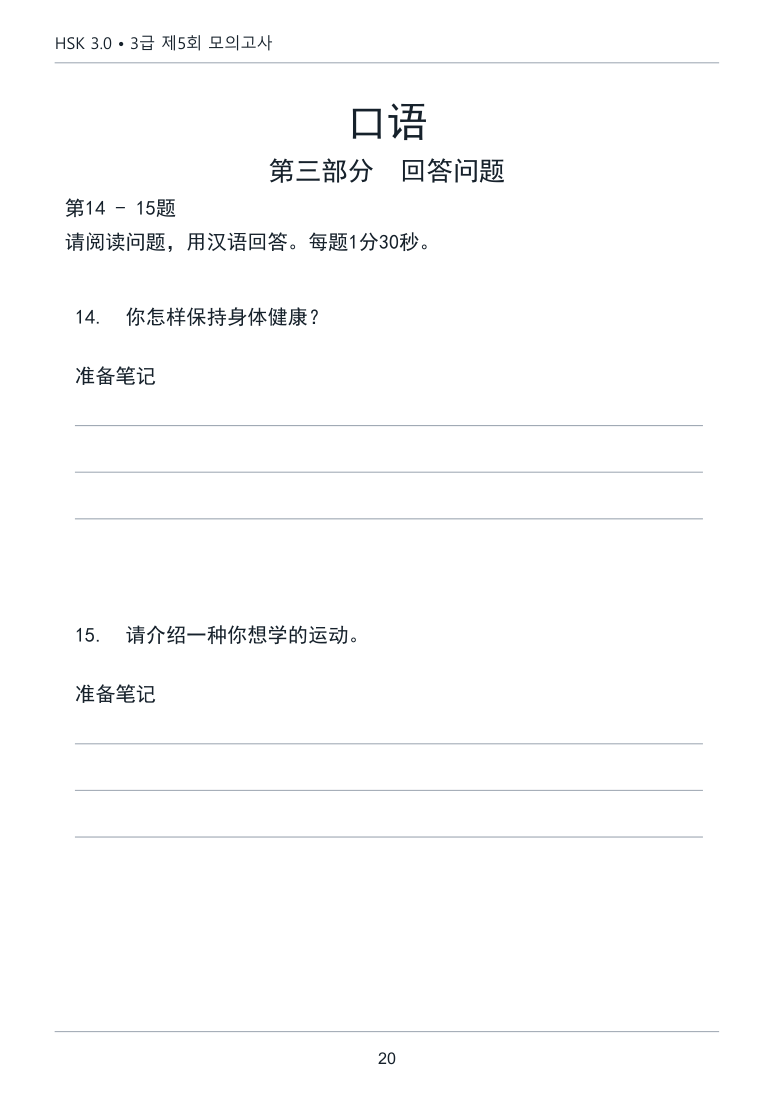 HSK 3.0 • 3급 제5회 모의고사
口语
第三部分　回答问题
第14 – 15题
请阅读问题，用汉语回答。每题1分30秒。
14.　你怎样保持身体健康？
准备笔记
15.　请介绍一种你想学的运动。
准备笔记
20